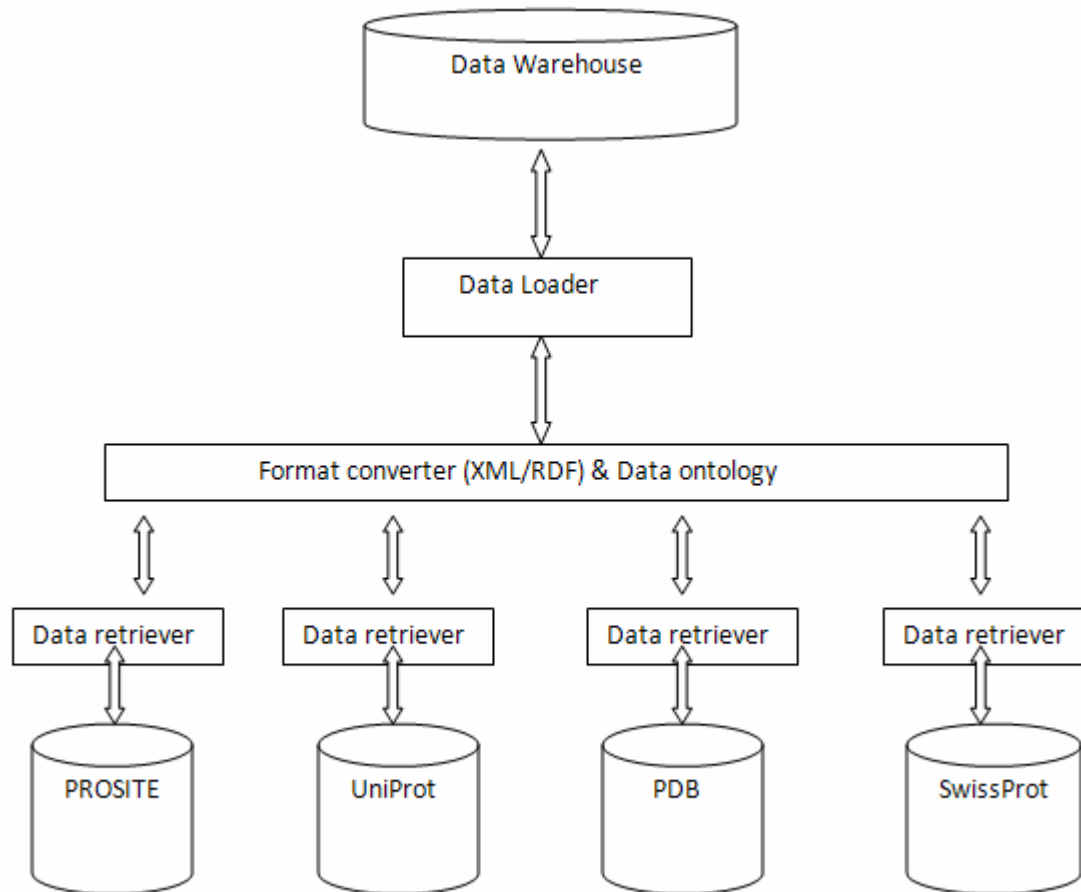 Data Warehouse
Data Loader
Format converter (XML/RDF) & Data ontology
Data retriever
Data retriever
Data retriever
Data retriever
PROSITE
UniProt
PDB
SwissProt